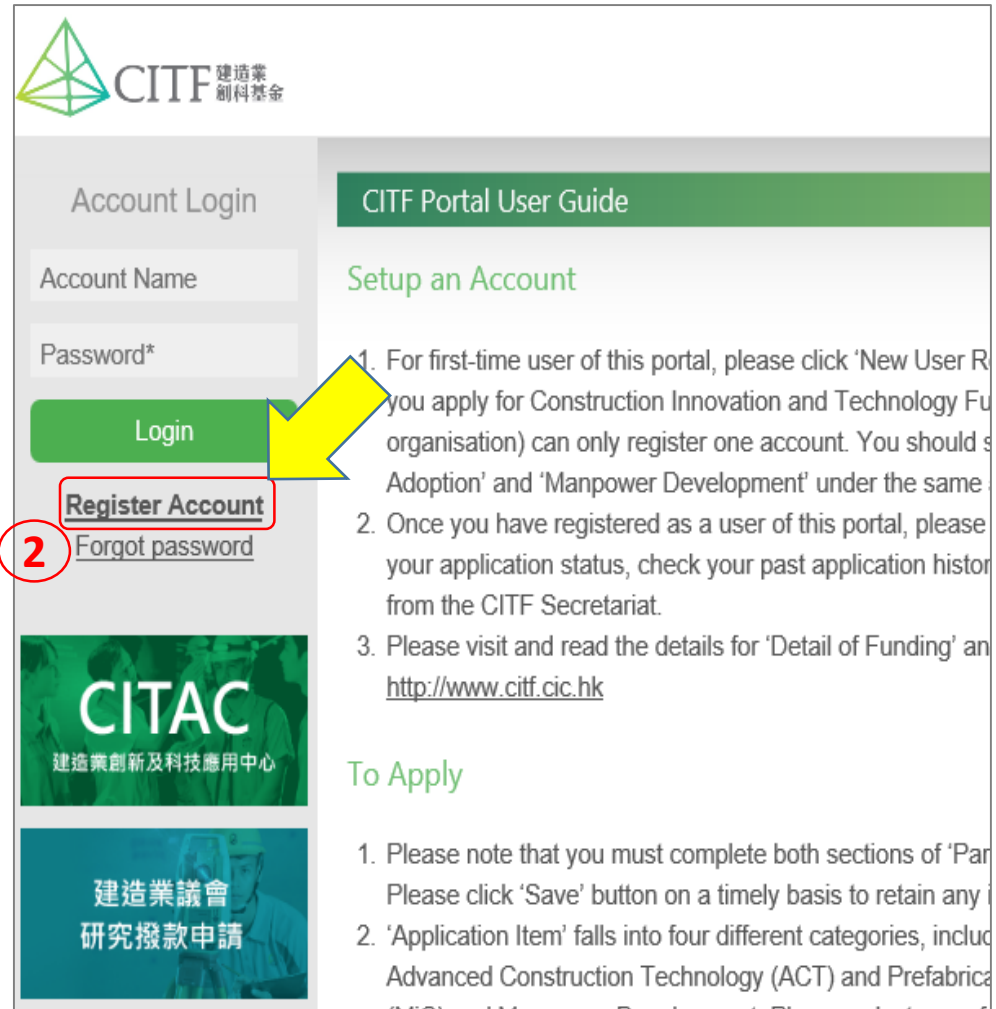 CITF 建造業
創科基金
Account Login
Account Name
Password*
Login
Register Account
2
Forgot password
CITAC
建造業創新及科技應用中心
建造業議會
研究撥款申請
CITF Portal User Guide
Setup an Account
1. For first-time user of this portal, please click ‘New User
you apply for Construction Innovation and Technology
organisation) can only register one account. You should
Adoption’ and ‘Manpower Development’ under the same
2. Once you have registered as a user of this portal, please
your application status, check your past application
from the CITF Secretariat.
3. Please visit and read the details for ‘Detail of Funding’
http://www.citf.cic.hk
To Apply
1. Please note that you must complete both sections of
Please click ‘Save’ button on a timely basis to retain any
2. ‘Application Item’ falls into four different categories,
Advanced Construction Technology (ACT) and